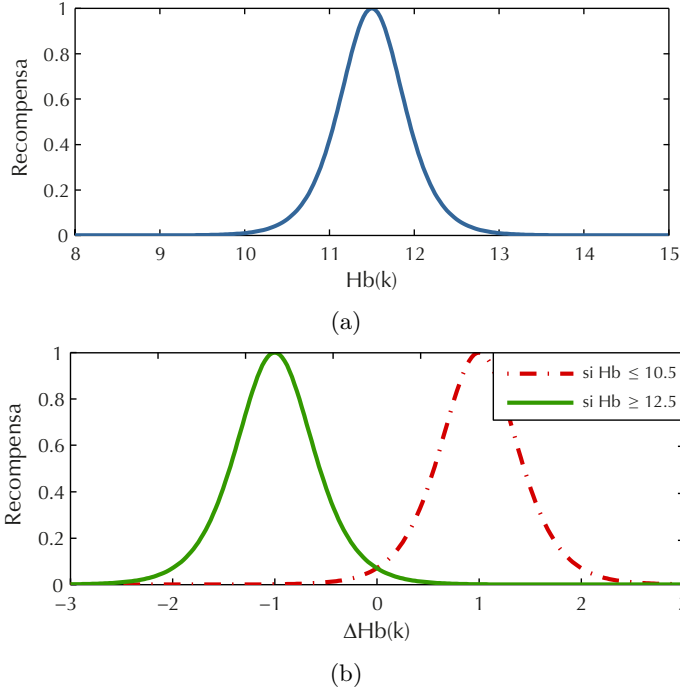 1
0.8
0.6
0.4
0.2
0
Recompensa
8 9 10 11 12 13 14 15
Hb(k)
(a)
1
0.8
0.6
0.4
0.2
0
Recompensa
si Hb ≤ 10.5
si Hb ≥ 12.5
−3 −2 −1 0 1 2
ΔHb(k)
(b)